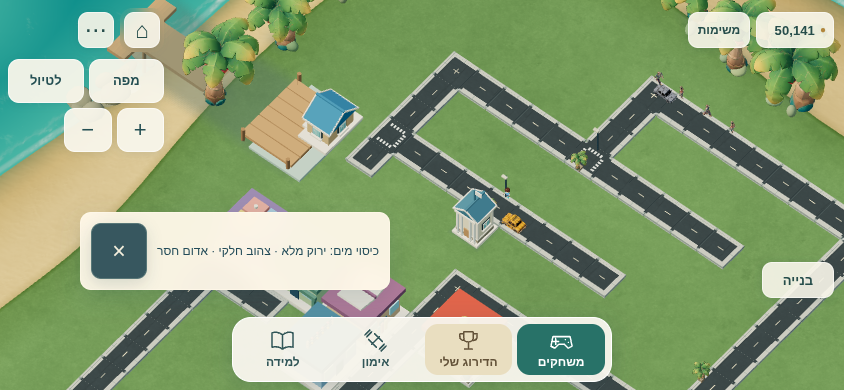 משימות
50,141
מפה
לטיול
+
−
כיסוי מים: ירוק מלא · צהוב חלקי · אדום חסר
×
בנייה
משחקים
הדירוג שלי
אימון
למידה